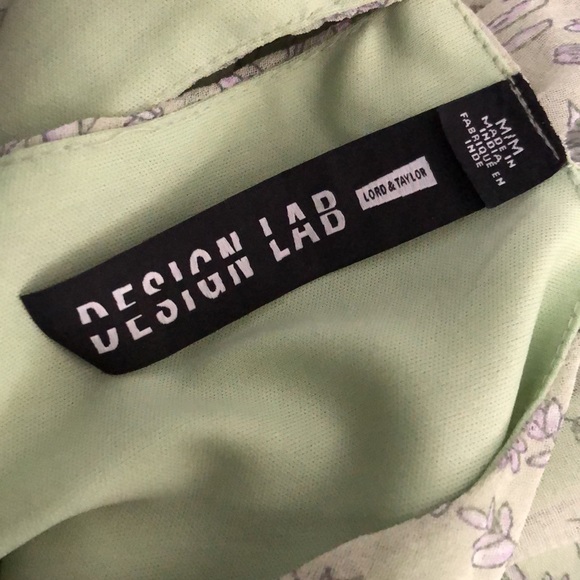 DESIGN LAB
LORD & TAYLOR
M/M
MADE IN
INDIA
FABRIQUÉ EN
INDE